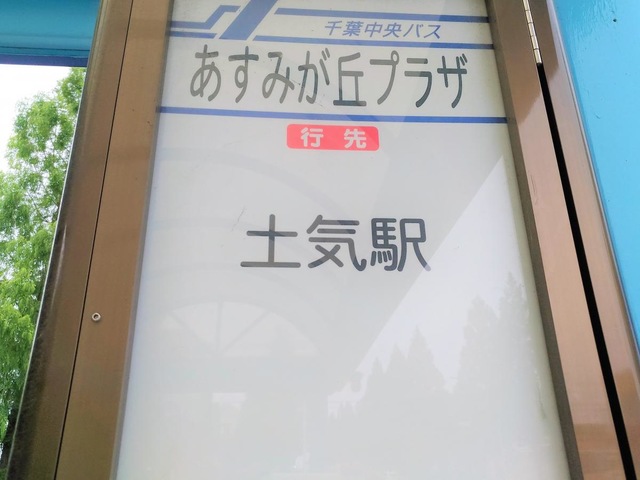 千葉中央バス
あすみが丘プラザ
行先
土気駅